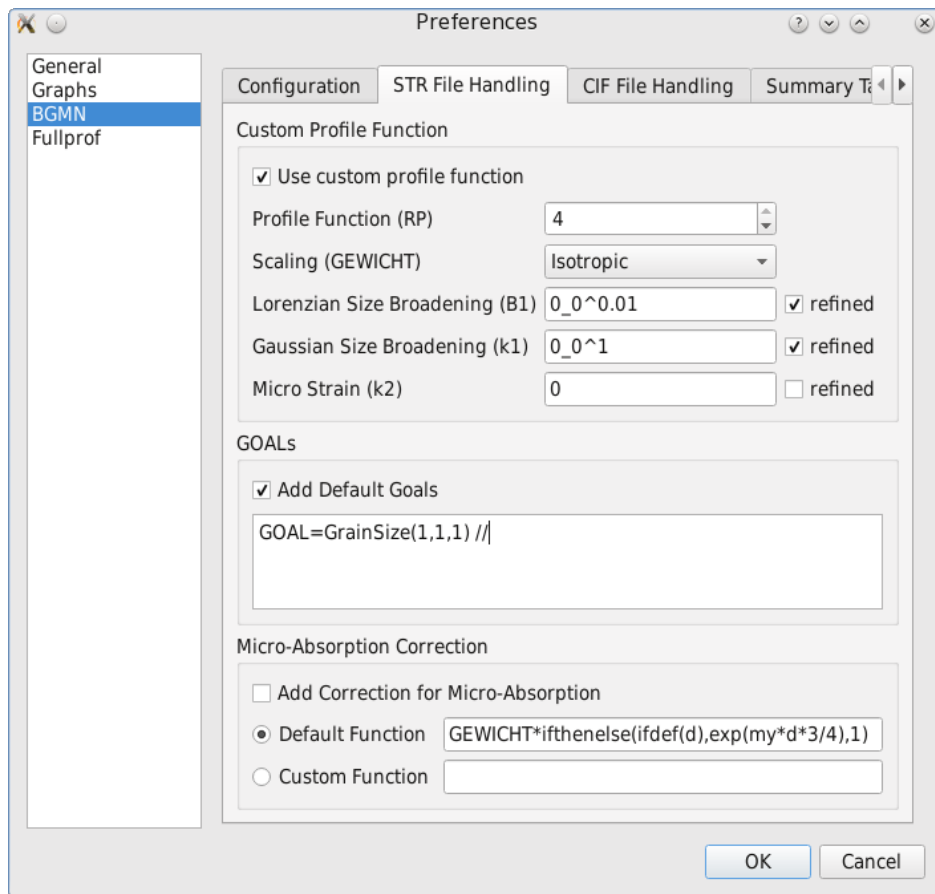 Preferences
General
Graphs
BGMN
Fullprof
Configuration STR File Handling CIF File Handling Summary Ta
Custom Profile Function
Use custom profile function
Profile Function (RP) 4
Scaling (GEWICHT) Isotropic
Lorenzian Size Broadening (B1) 0_0^0.01 refined
Gaussian Size Broadening (k1) 0_0^1 refined
Micro Strain (k2) 0 refined
GOALs
Add Default Goals
GOAL=GrainSize(1,1,1) //
Micro-Absorption Correction
Add Correction for Micro-Absorption
Default Function GEWICHT*ifthenelse(ifdef(d),exp(my*d*3/4),1)
Custom Function
OK Cancel